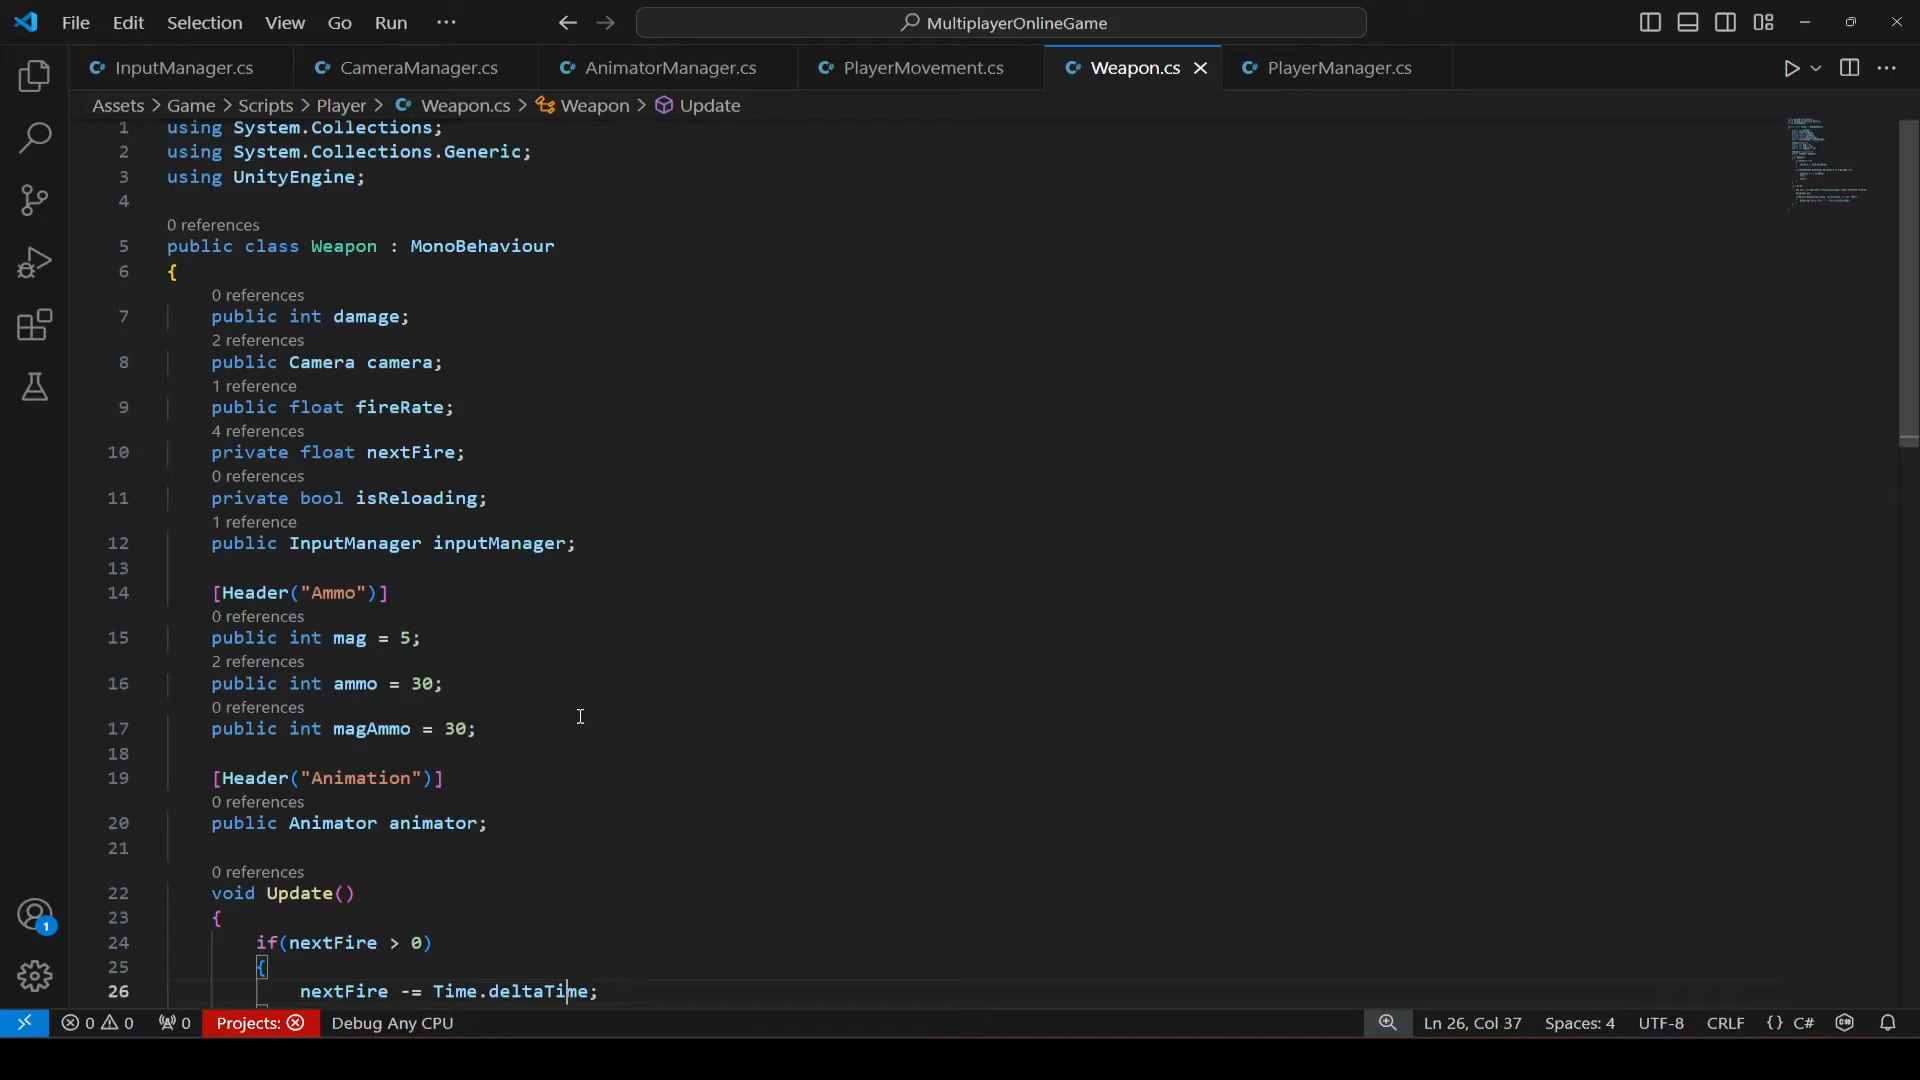 File Edit Selection View Go Run ··· MultiplayerOnlineGame
InputManager.cs CameraManager.cs AnimatorManager.cs PlayerMovement.cs Weapon.cs PlayerManager.cs
Assets > Game > Scripts > Player > Weapon.cs > Weapon > Update
1 using System.Collections;
2 using System.Collections.Generic;
3 using UnityEngine;
4
0 references
5 public class Weapon : MonoBehaviour
6 {
0 references
7 public int damage;
2 references
8 public Camera camera;
1 reference
9 public float fireRate;
4 references
10 private float nextFire;
0 references
11 private bool isReloading;
1 reference
12 public InputManager inputManager;
13
14 [Header("Ammo")]
0 references
15 public int mag = 5;
2 references
16 public int ammo = 30;
0 references
17 public int magAmmo = 30;
18
19 [Header("Animation")]
0 references
20 public Animator animator;
21
0 references
22 void Update()
23 {
24 if(nextFire > 0)
25 {
26 nextFire -= Time.deltaTime;
1
0 0 0 Projects: Debug Any CPU Ln 26, Col 37 Spaces: 4 UTF-8 CRLF {} C#